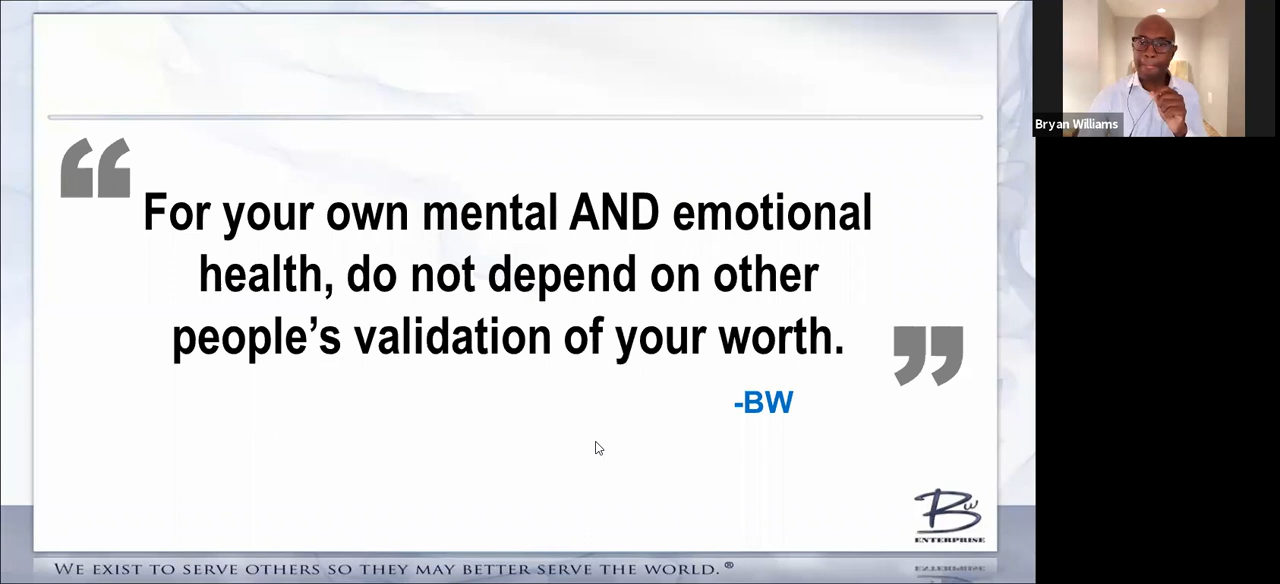 Bryan Williams
“
For your own mental AND emotional
health, do not depend on other
people’s validation of your worth.
”
-BW
BW
ENTERPRISE
WE EXIST TO SERVE OTHERS SO THEY MAY BETTER SERVE THE WORLD.®